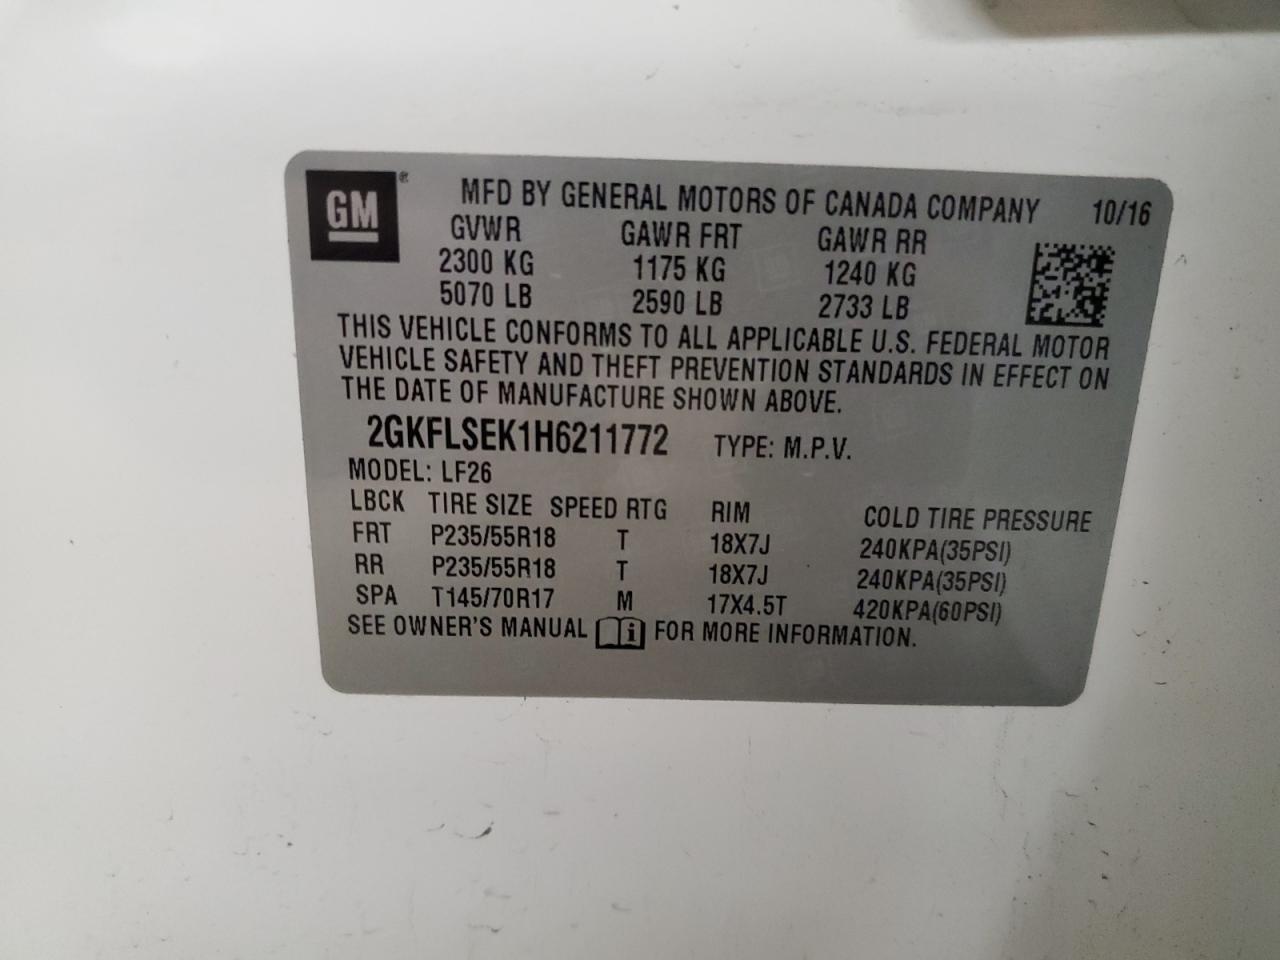 GM® MFD BY GENERAL MOTORS OF CANADA COMPANY 10/16
GVWR GAWR FRT GAWR RR
2300 KG 1175 KG 1240 KG
5070 LB 2590 LB 2733 LB
THIS VEHICLE CONFORMS TO ALL APPLICABLE U.S. FEDERAL MOTOR
VEHICLE SAFETY AND THEFT PREVENTION STANDARDS IN EFFECT ON
THE DATE OF MANUFACTURE SHOWN ABOVE.
2GKFLSEK1H6211772 TYPE: M.P.V.
MODEL: LF26
LBCK TIRE SIZE SPEED RTG RIM COLD TIRE PRESSURE
FRT P235/55R18 T 18X7J 240KPA(35PSI)
RR P235/55R18 T 18X7J 240KPA(35PSI)
SPA T145/70R17 M 17X4.5T 420KPA(60PSI)
SEE OWNER'S MANUAL i FOR MORE INFORMATION.